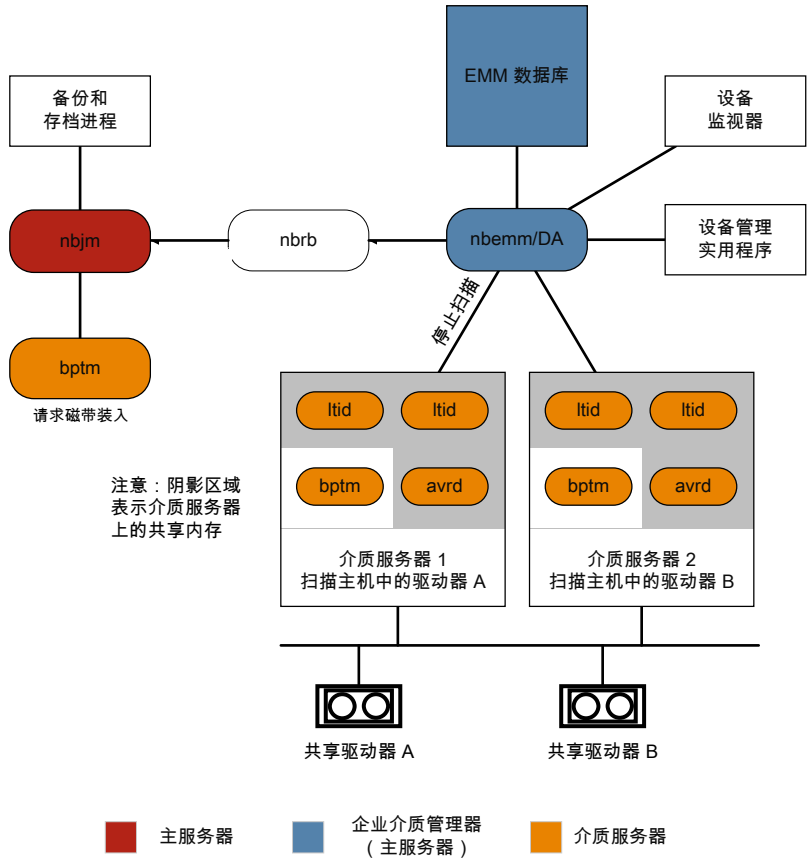 EMM 数据库
备份和
存档进程
设备
监视器
nbjm
nbrb
nbemm/DA
设备管理
实用程序
停止扫描
bptm
请求磁带装入
ltid
ltid
ltid
ltid
bptm
avrd
bptm
avrd
注意：阴影区域
表示介质服务器
上的共享内存
介质服务器 1
扫描主机中的驱动器 A
介质服务器 2
扫描主机中的驱动器 B
共享驱动器 A
共享驱动器 B
主服务器
企业介质管理器
（主服务器）
介质服务器